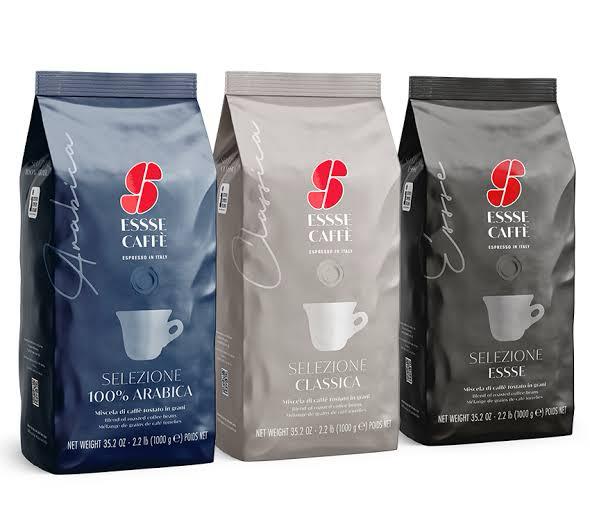 Arabica
ESSSE
CAFFÈ
ESPRESSO IN ITALY
SELEZIONE
100% ARABICA
Miscela di caffè tostato in grani
Blend of roasted coffee beans
Mélange de grains de café torréfiés
NET WEIGHT 35.2 OZ - 2.2 lb (1000 g ℮) POIDS NET
Classica
ESSSE
CAFFÈ
ESPRESSO IN ITALY
SELEZIONE
CLASSICA
Miscela di caffè tostato in grani
Blend of roasted coffee beans
Mélange de grains de café torréfiés
NET WEIGHT 35.2 OZ - 2.2 lb (1000 g ℮) POIDS NET
Essse
ESSSE
CAFFÈ
ESPRESSO IN ITALY
SELEZIONE
ESSSE
Miscela di caffè tostato in grani
Blend of roasted coffee beans
Mélange de grains de café torréfiés
NET WEIGHT 35.2 OZ - 2.2 lb (1000 g ℮) POIDS NET